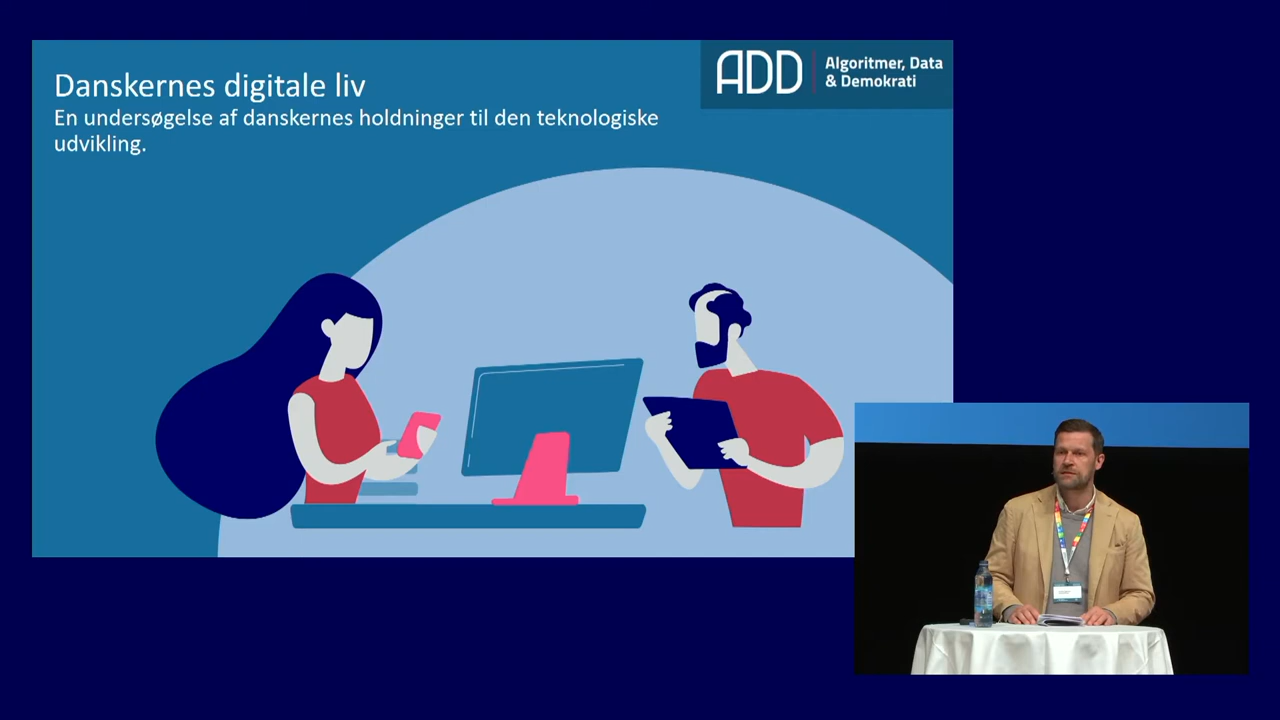 Danskernes digitale liv
En undersøgelse af danskernes holdninger til den teknologiske
udvikling.
ADD
Algoritmer, Data
& Demokrati